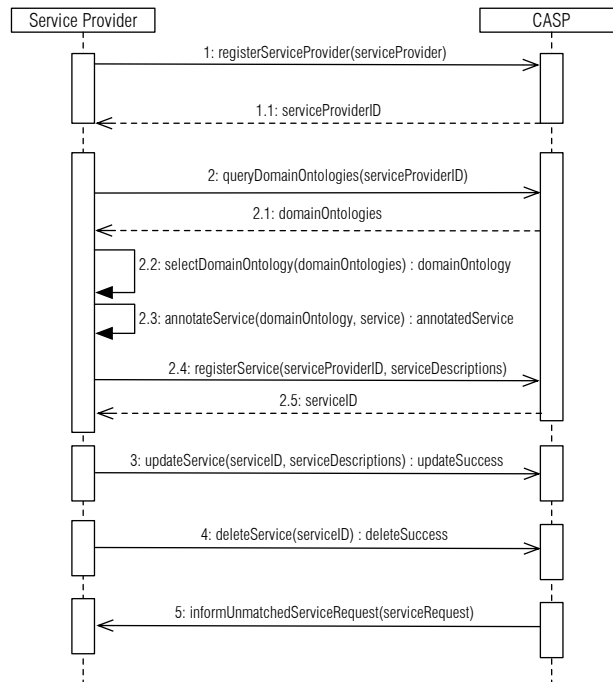 Service Provider
CASP
1: registerServiceProvider(serviceProvider)
1.1: serviceProviderID
2: queryDomainOntologies(serviceProviderID)
2.1: domainOntologies
2.2: selectDomainOntology(domainOntologies) : domainOntology
2.3: annotateService(domainOntology, service) : annotatedService
2.4: registerService(serviceProviderID, serviceDescriptions)
2.5: serviceID
3: updateService(serviceID, serviceDescriptions) : updateSuccess
4: deleteService(serviceID) : deleteSuccess
5: informUnmatchedServiceRequest(serviceRequest)